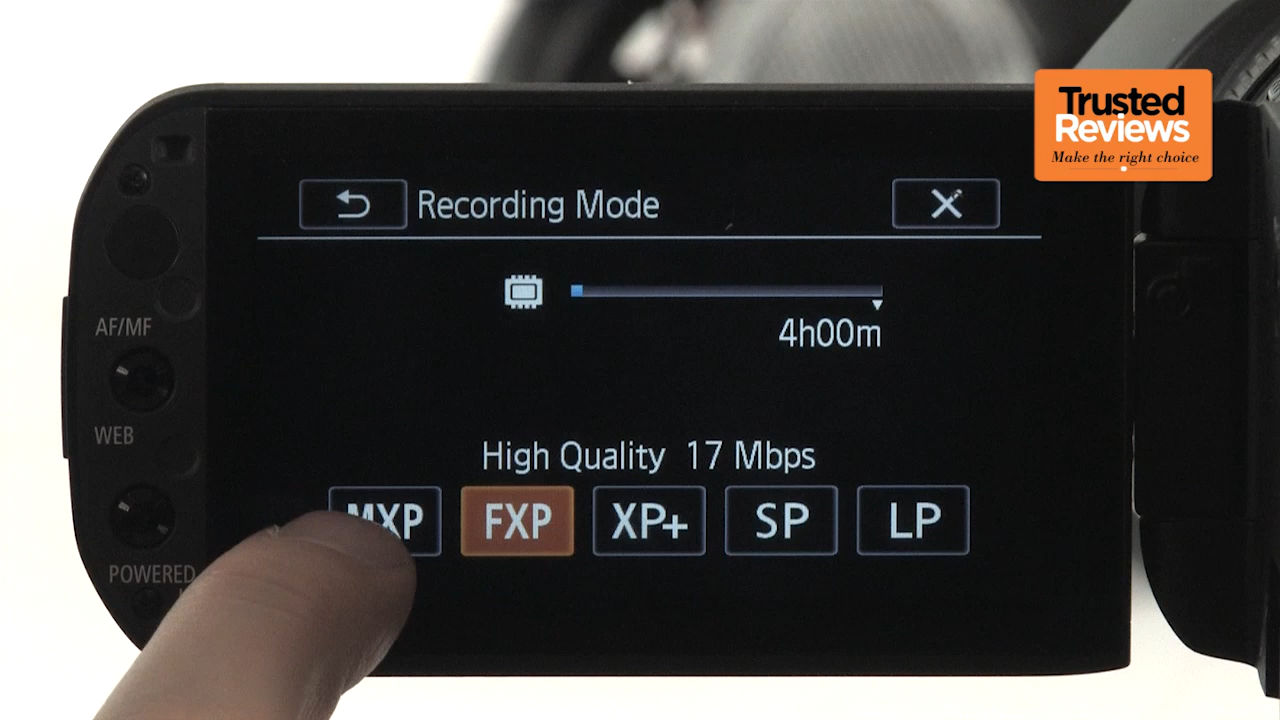 Trusted
Reviews
Make the right choice
Recording Mode
4h00m
AF/MF
WEB
High Quality 17 Mbps
MXP FXP XP+ SP LP
POWERED